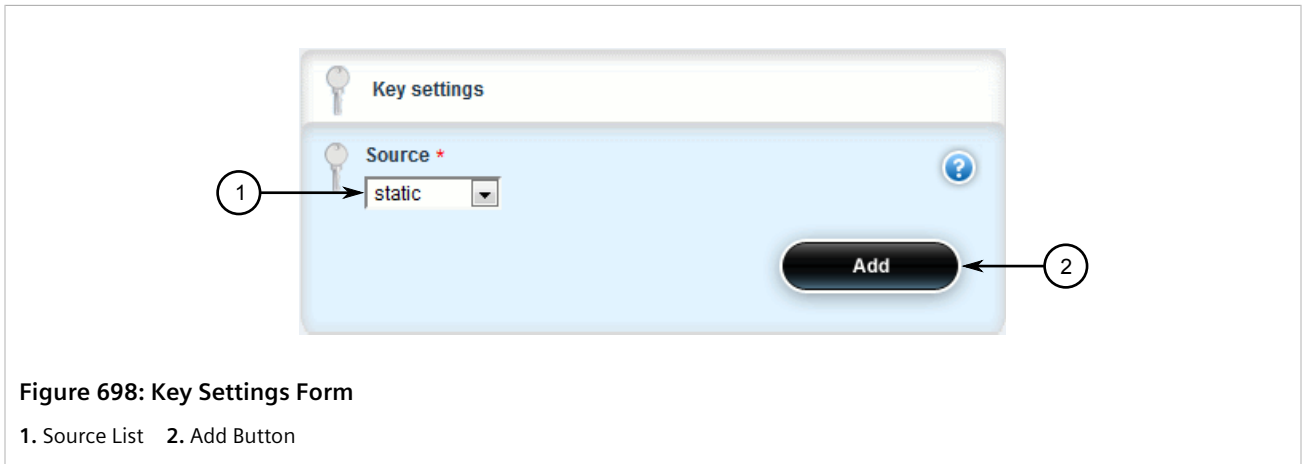 Key settings
Source *
?
1
static
Add
2
Figure 698: Key Settings Form
1. Source List 2. Add Button